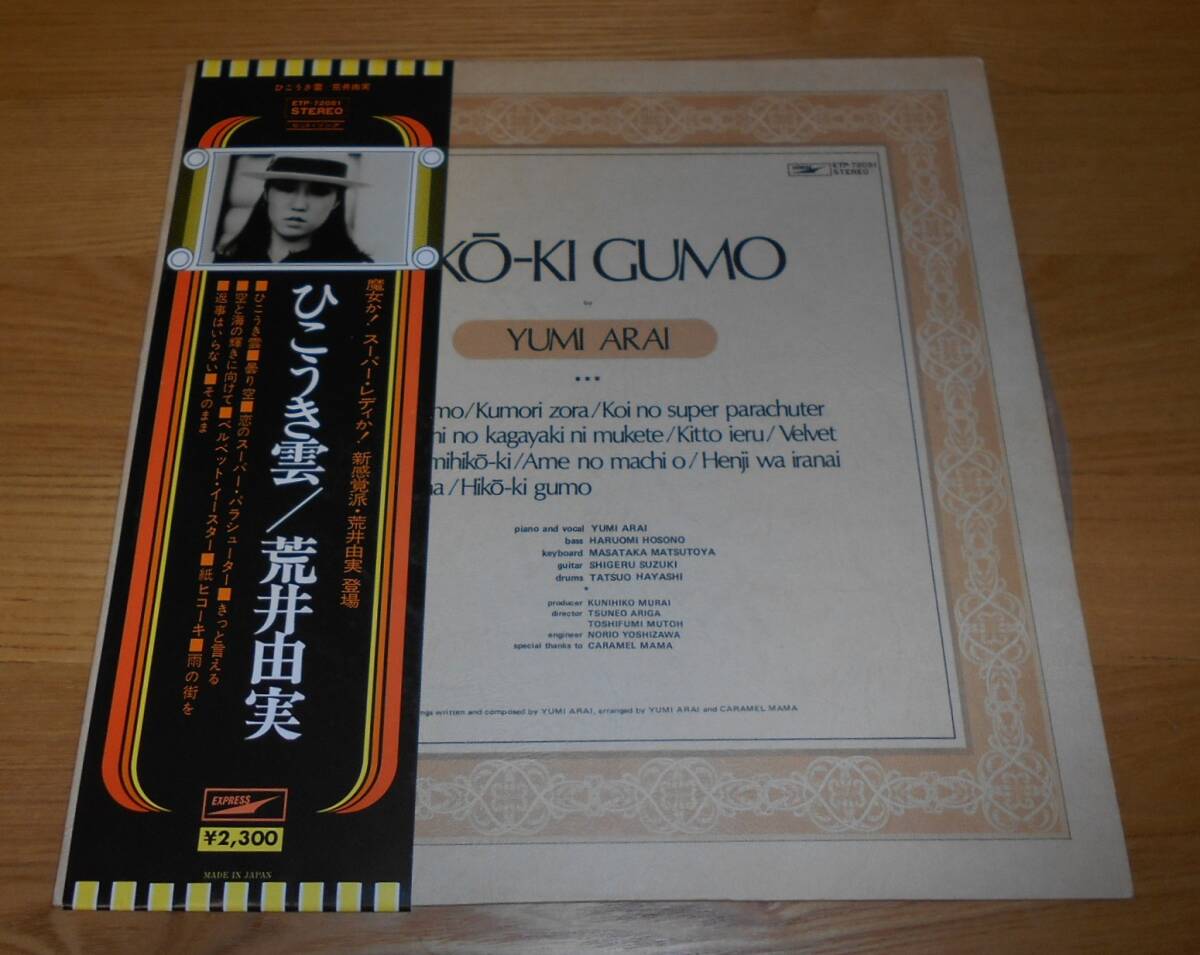 ひこうき雲 荒井由実
ETP-72051
STEREO
魔女か! スーパー・レディか! 新感覚派・荒井由実 登場
ひこうき雲/荒井由実
■ひこうき雲■曇り空■恋のスーパー・パラシューター■きっと言える
■空と海の輝きに向けて■ベルベット・イースター■紙ヒコーキ■雨の街を
■返事はいらない■そのまま
EXPRESS
¥2,300
MADE IN JAPAN
ETP-72051
STEREO
KŌ-KI GUMO
by
YUMI ARAI
mo/Kumori zora/Koi no super parachuter
ni no kagayaki ni mukete/Kitto ieru/Velvet
mihikō-ki/Ame no machi o/Henji wa iranai
na/Hikō-ki gumo
piano and vocal YUMI ARAI
bass HARUOMI HOSONO
keyboard MASATAKA MATSUTOYA
guitar SHIGERU SUZUKI
drums TATSUO HAYASHI
producer KUNIHIKO MURAI
director TSUNEO ARIGA
TOSHIFUMI MUTOH
engineer NORIO YOSHIZAWA
special thanks to CARAMEL MAMA
ngs written and composed by YUMI ARAI, arranged by YUMI ARAI and CARAMEL MAMA